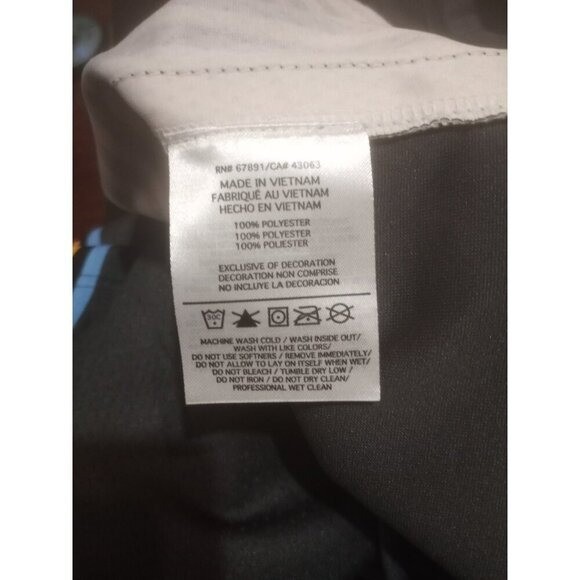 RN# 67891/CA# 43063
MADE IN VIETNAM
FABRIQUÉ AU VIETNAM
HECHO EN VIETNAM
100% POLYESTER
100% POLYESTER
100% POLIESTER
EXCLUSIVE OF DECORATION
DECORATION NON COMPRISE
NO INCLUYE LA DECORACION
30C
MACHINE WASH COLD / WASH INSIDE OUT/
WASH WITH LIKE COLORS/
DO NOT USE SOFTNERS / REMOVE IMMEDIATELY/
DO NOT ALLOW TO LAY ON ITSELF WHEN WET/
DO NOT BLEACH / TUMBLE DRY LOW /
DO NOT IRON / DO NOT DRY CLEAN/
PROFESSIONAL WET CLEAN